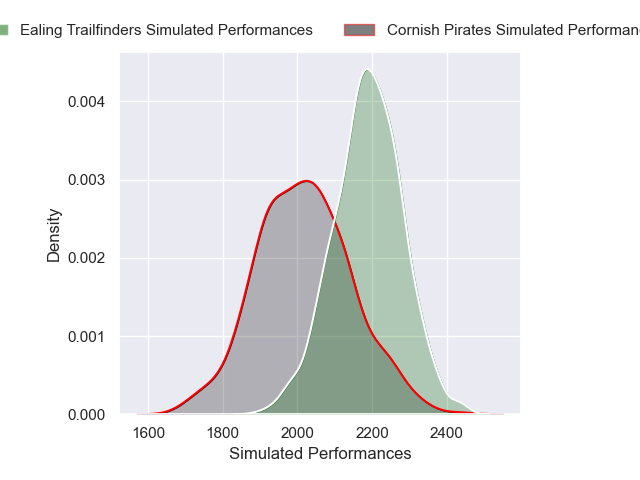 Ealing Trailfinders Simulated Performances
Cornish Pirates Simulated
0.004
0.003
0.002
0.001
0.000
Density
1600 1800 2000 2200 2400
Simulated Performances